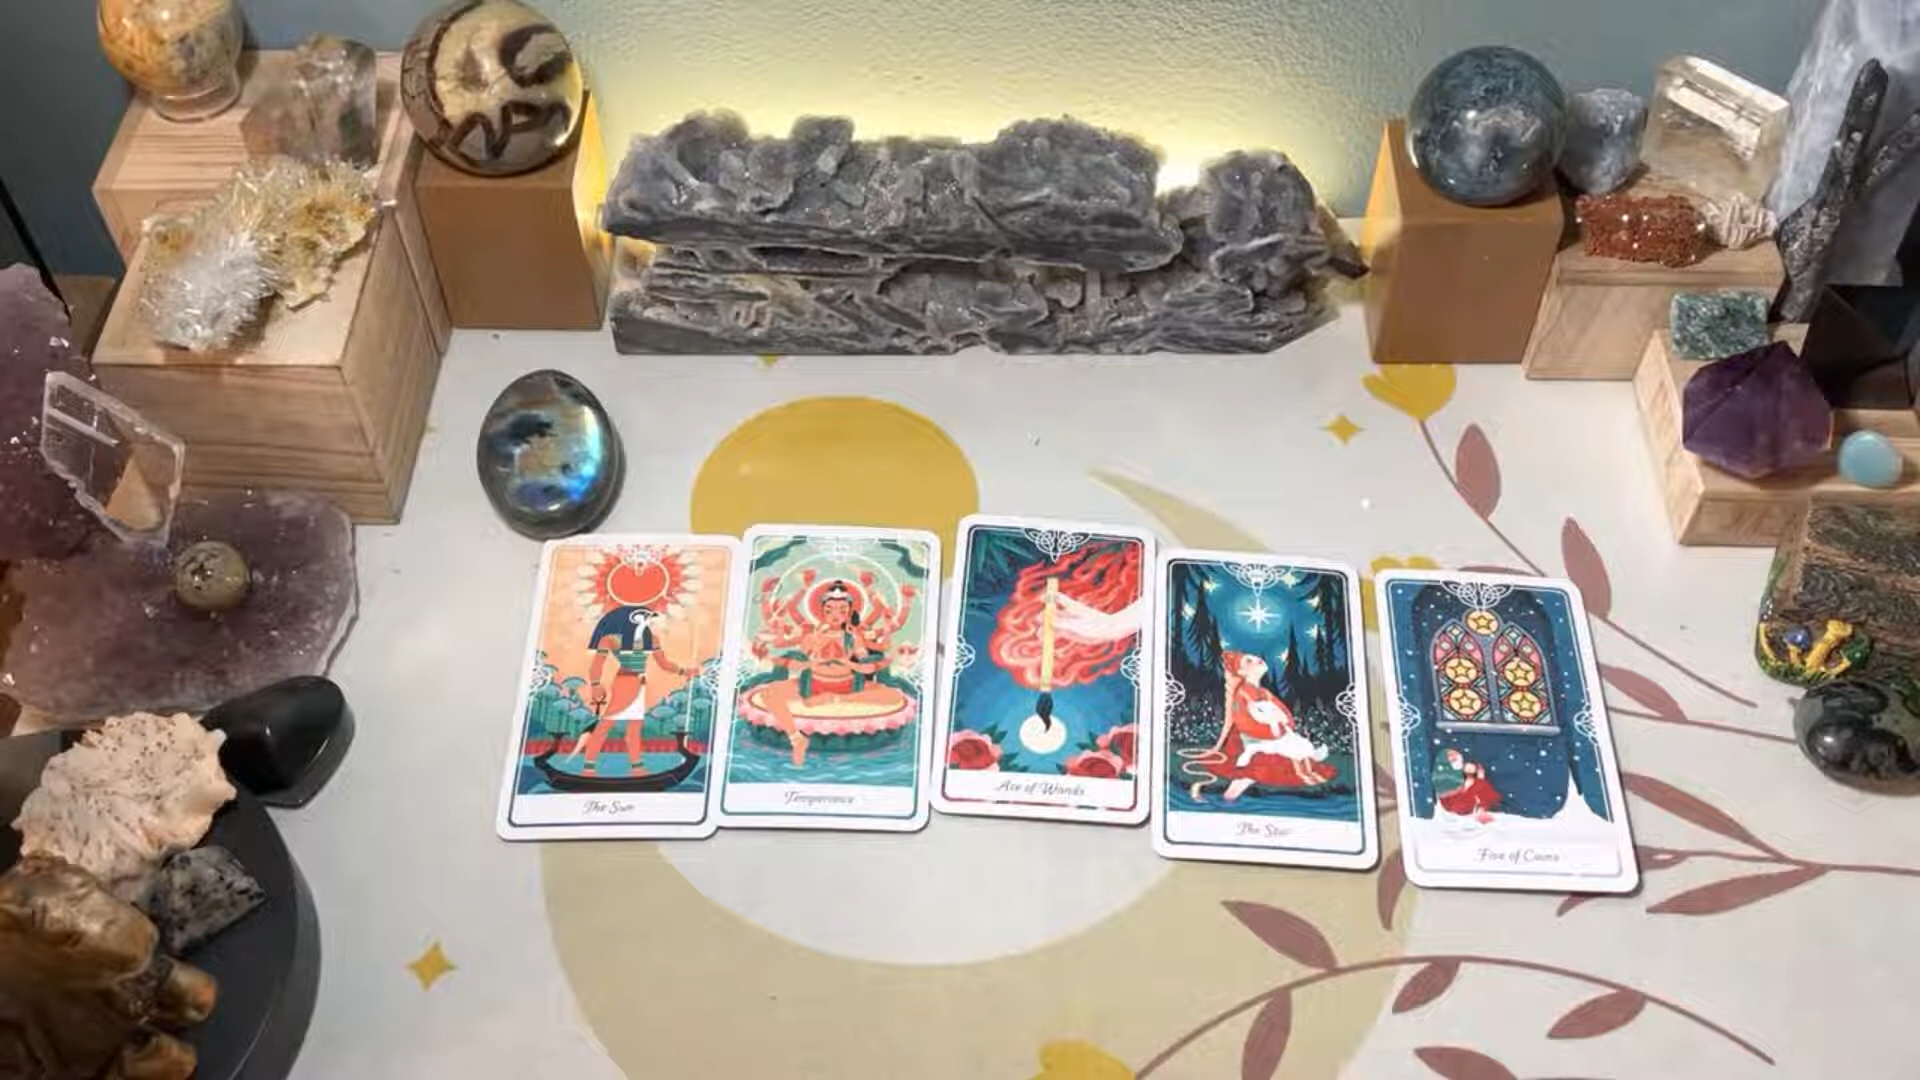 The Sun
Temperance
Ace of Wands
The Star
Five of Coins